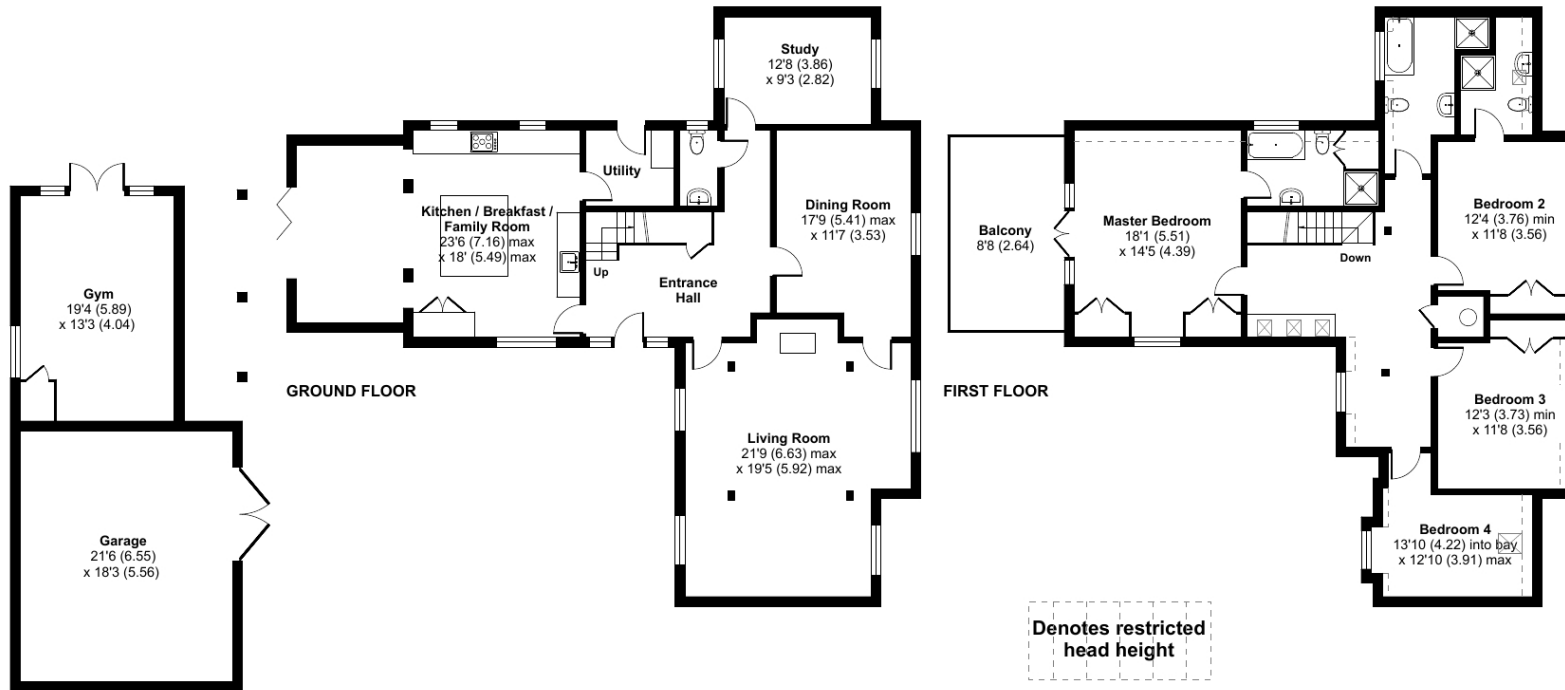 Study
12'8 (3.86)
x 9'3 (2.82)
Utility
Kitchen / Breakfast /
Family Room
23'6 (7.16) max
x 18' (5.49) max
Dining Room
17'9 (5.41) max
x 11'7 (3.53)
Up
Entrance
Hall
Gym
19'4 (5.89)
x 13'3 (4.04)
GROUND FLOOR
Living Room
21'9 (6.63) max
x 19'5 (5.92) max
Garage
21'6 (6.55)
x 18'3 (5.56)
Balcony
8'8 (2.64)
Master Bedroom
18'1 (5.51)
x 14'5 (4.39)
Down
Bedroom 2
12'4 (3.76) min
x 11'8 (3.56)
FIRST FLOOR
Bedroom 3
12'3 (3.73) min
x 11'8 (3.56)
Bedroom 4
13'10 (4.22) into bay
x 12'10 (3.91) max
Denotes restricted
head height